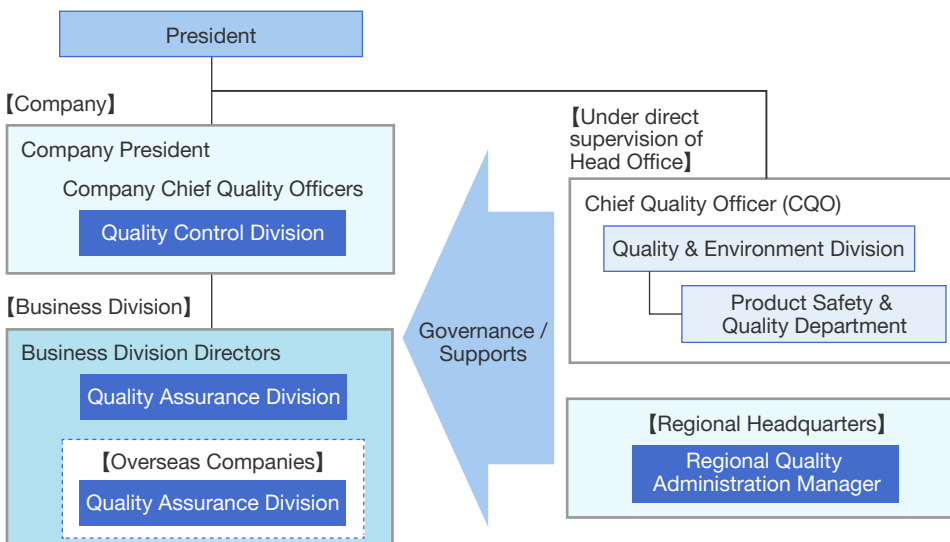 President
【Company】
Company President
Company Chief Quality Officers
Quality Control Division
【Business Division】
Business Division Directors
Quality Assurance Division
【Overseas Companies】
Quality Assurance Division
Governance /
Supports
【Under direct
supervision of
Head Office】
Chief Quality Officer (CQO)
Quality & Environment Division
Product Safety &
Quality Department
【Regional Headquarters】
Regional Quality
Administration Manager